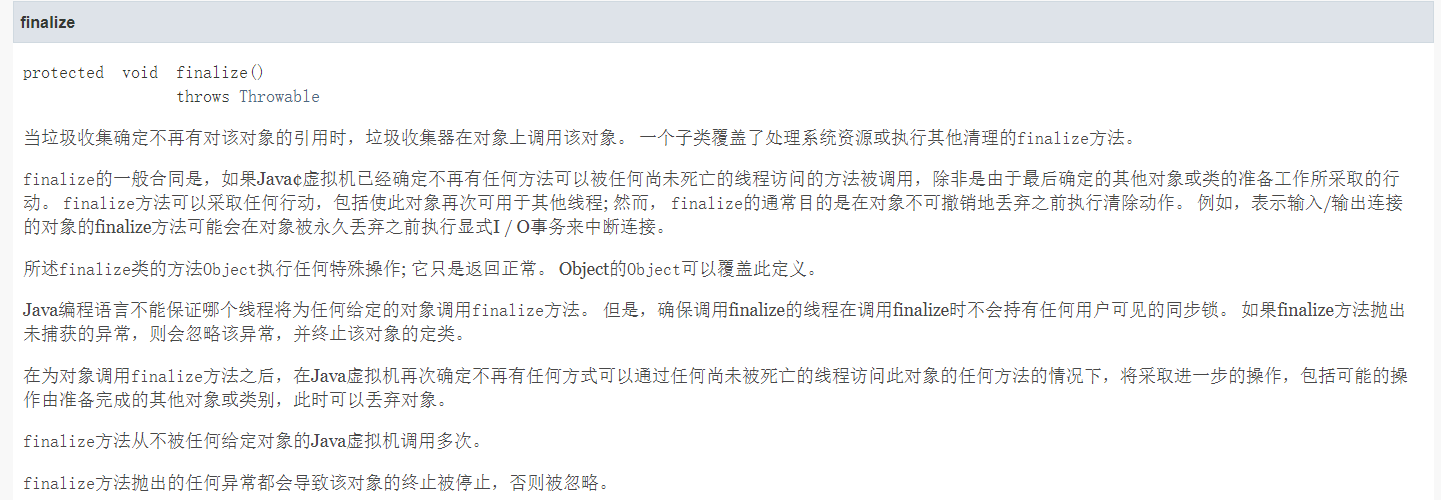 finalize
protected void finalize()
throws Throwable
当垃圾收集确定不再有对该对象的引用时，垃圾收集器在对象上调用该对象。 一个子类覆盖了处理系统资源或执行其他清理的finalize方法。
finalize的一般合同是，如果Java¢虚拟机已经确定不再有任何方法可以被任何尚未死亡的线程访问的方法被调用，除非是由于最后确定的其他对象或类的准备工作所采取的行
动。 finalize方法可以采取任何行动，包括使此对象再次可用于其他线程; 然而， finalize的通常目的是在对象不可撤销地丢弃之前执行清除动作。 例如，表示输入/输出连接
的对象的finalize方法可能会在对象被永久丢弃之前执行显式I / O事务来中断连接。
所述finalize类的方法Object执行任何特殊操作; 它只是返回正常。 Object的Object可以覆盖此定义。
Java编程语言不能保证哪个线程将为任何给定的对象调用finalize方法。 但是，确保调用finalize的线程在调用finalize时不会持有任何用户可见的同步锁。 如果finalize方法抛出
未捕获的异常，则会忽略该异常，并终止该对象的定类。
在为对象调用finalize方法之后，在Java虚拟机再次确定不再有任何方式可以通过任何尚未被死亡的线程访问此对象的任何方法的情况下，将采取进一步的操作，包括可能的操
作由准备完成的其他对象或类别，此时可以丢弃对象。
finalize方法从不被任何给定对象的Java虚拟机调用多次。
finalize方法抛出的任何异常都会导致该对象的终止被停止，否则被忽略。